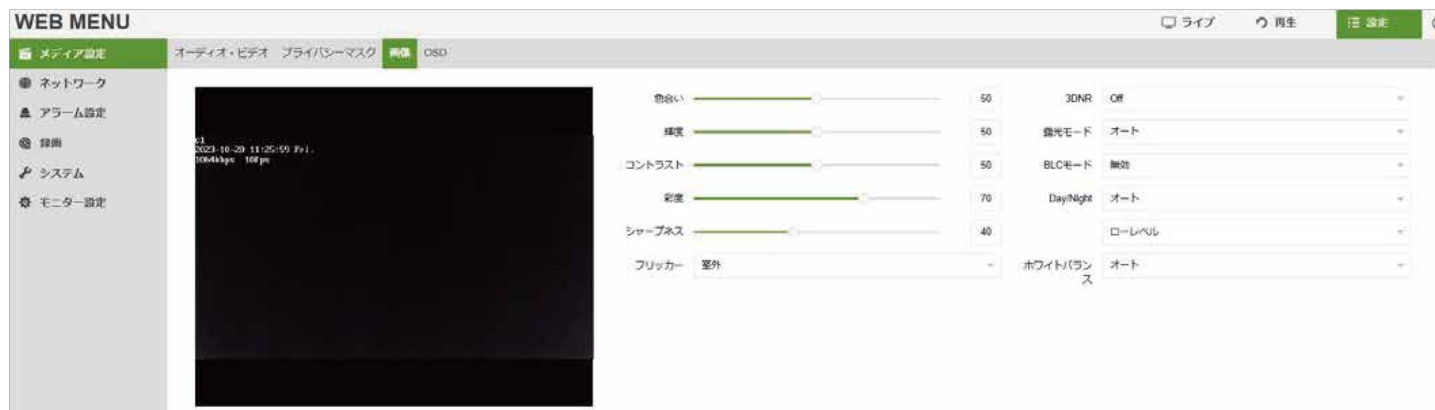 WEB MENU
ライブ
再生
設定
メディア設定
オーディオ・ビデオ プライバシーマスク 画像 OSD
ネットワーク
アラーム設定
録画
システム
モニター設定
c1
2023-10-20 11:25:59 Fri.
1064kbps 10fps
色合い 50
輝度 50
コントラスト 50
彩度 70
シャープネス 40
フリッカー 室外
3DNR Off
露光モード オート
BLCモード 無効
Day/Night オート
ローレベル
ホワイトバランス オート